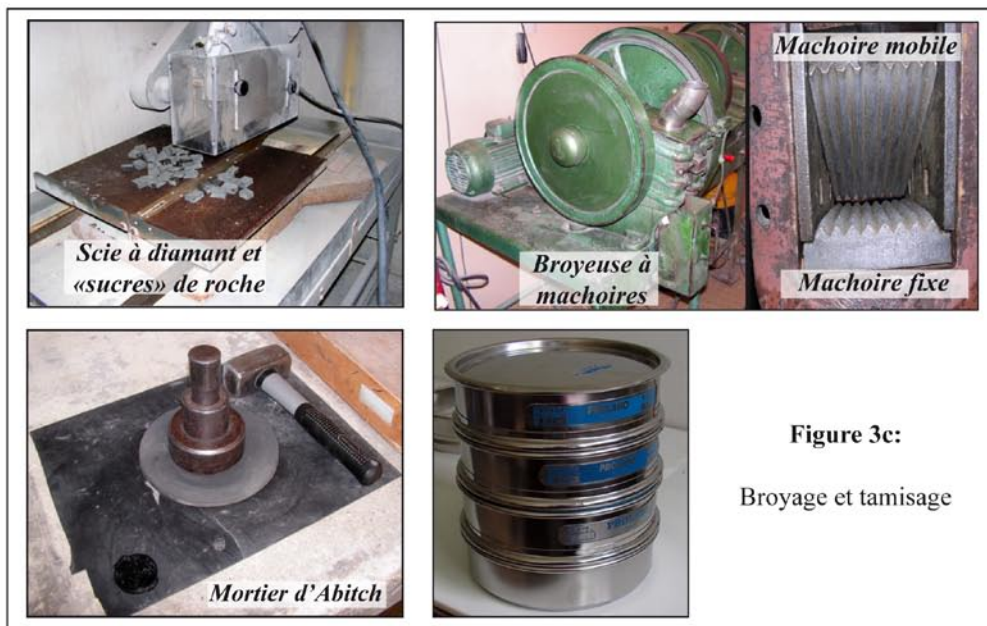 Scie à diamant et
«sucres» de roche
Broyeuse à
machoires
Machoire mobile
Machoire fixe
Mortier d'Abitch
Figure 3c:
Broyage et tamisage